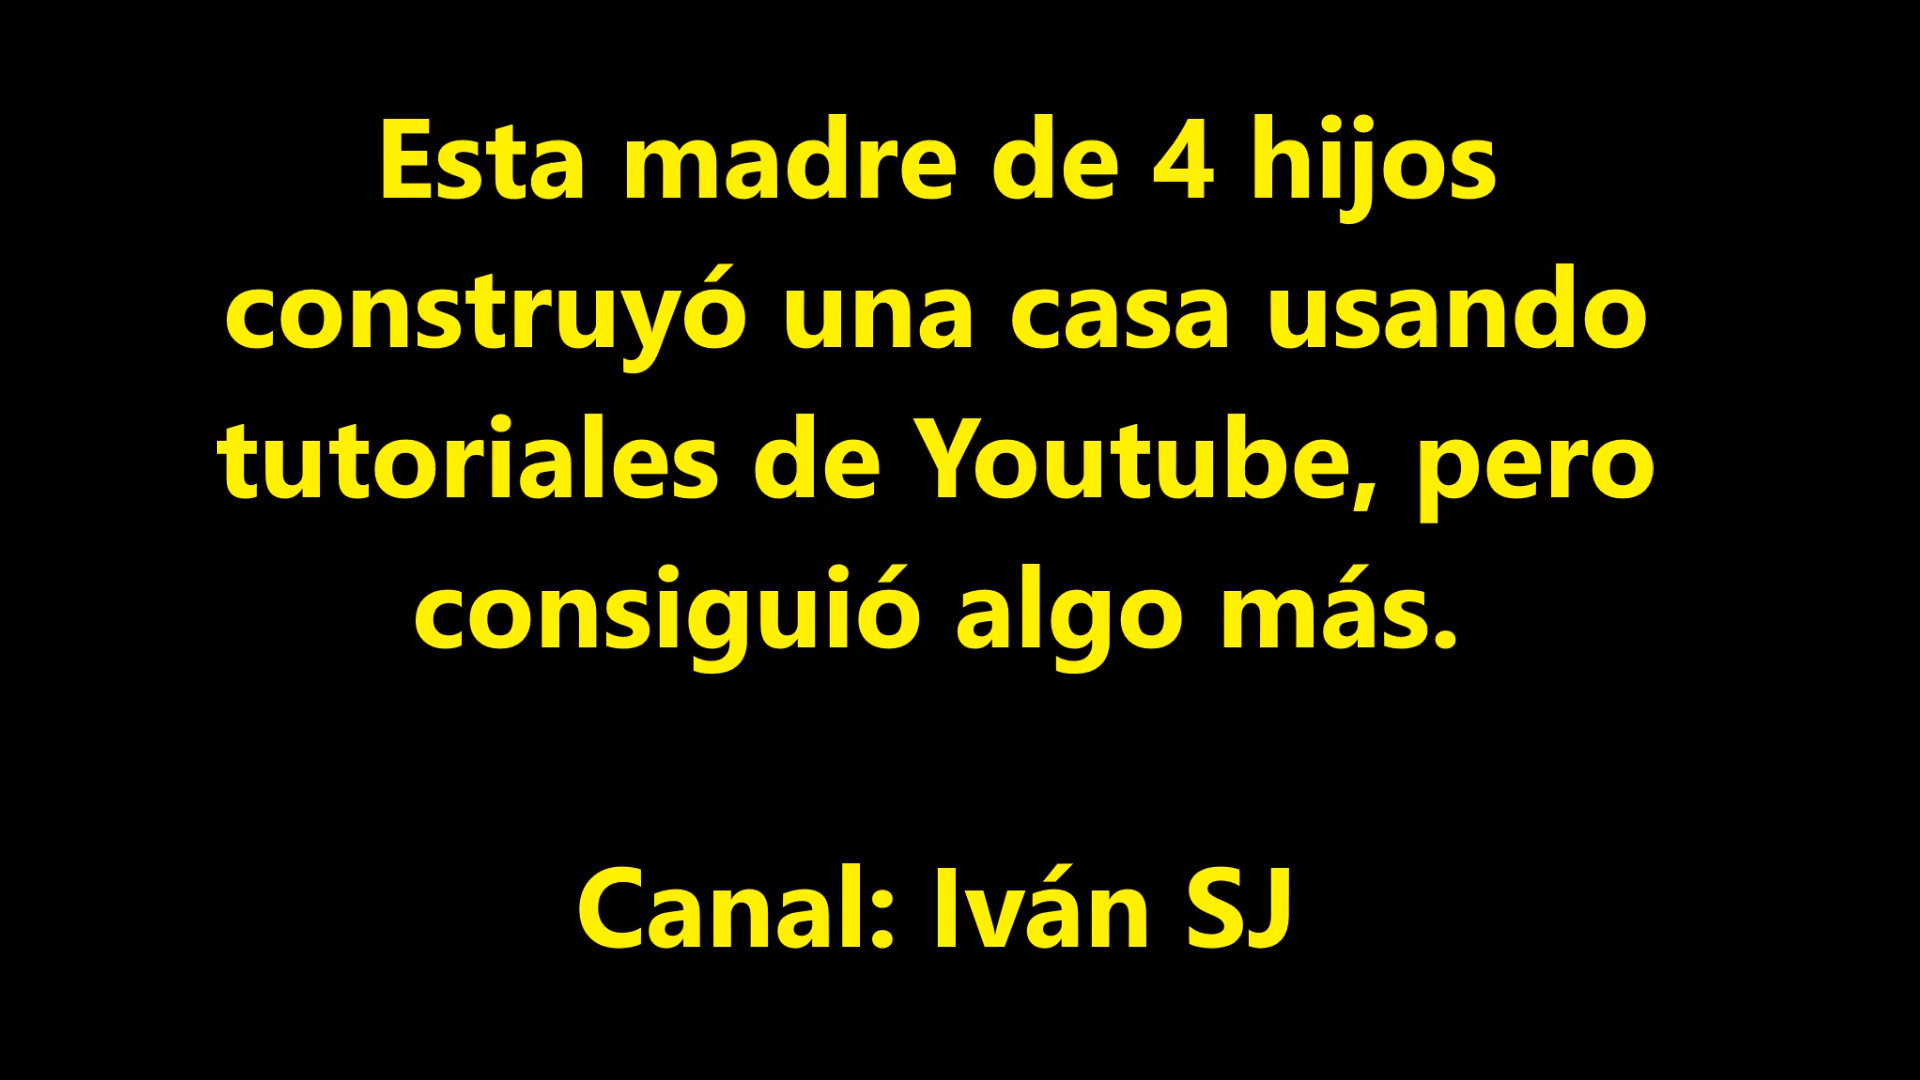 Esta madre de 4 hijos
construyó una casa usando
tutoriales de Youtube, pero
consiguió algo más.
Canal: Iván SJ